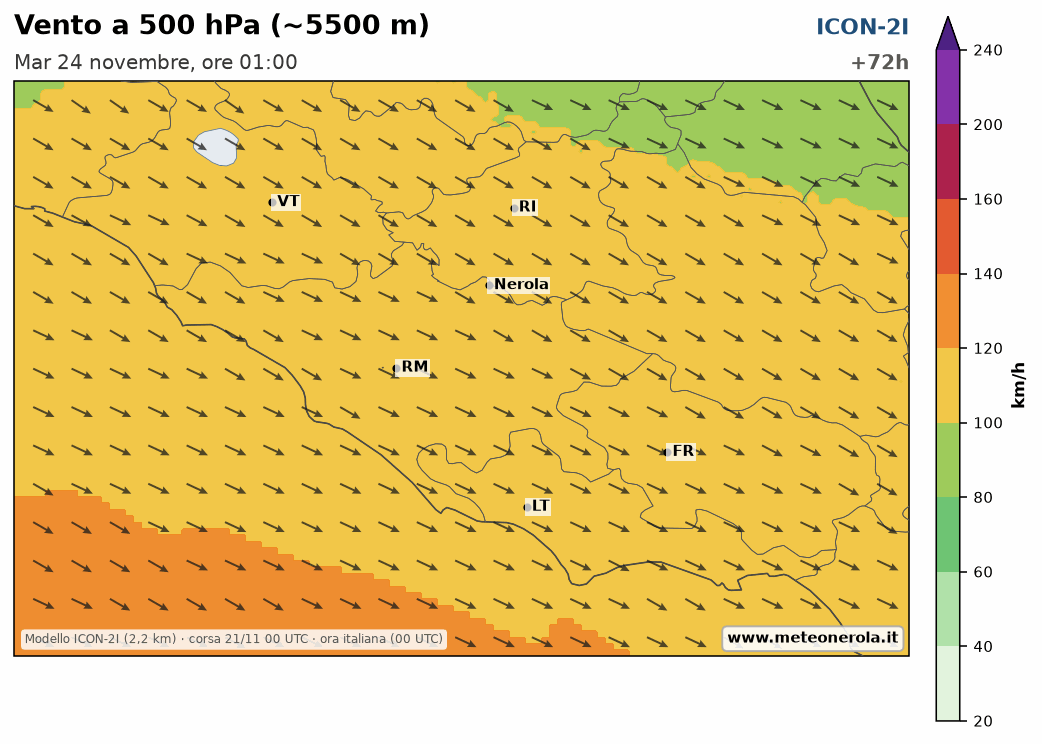 Vento a 500 hPa (~5500 m)
ICON-2I
Mar 24 novembre, ore 01:00
+72h
VT
RI
Nerola
RM
FR
LT
Modello ICON-2I (2,2 km) · corsa 21/11 00 UTC · ora italiana (00 UTC)
www.meteonerola.it
240
200
160
140
120
100
80
60
40
20
km/h